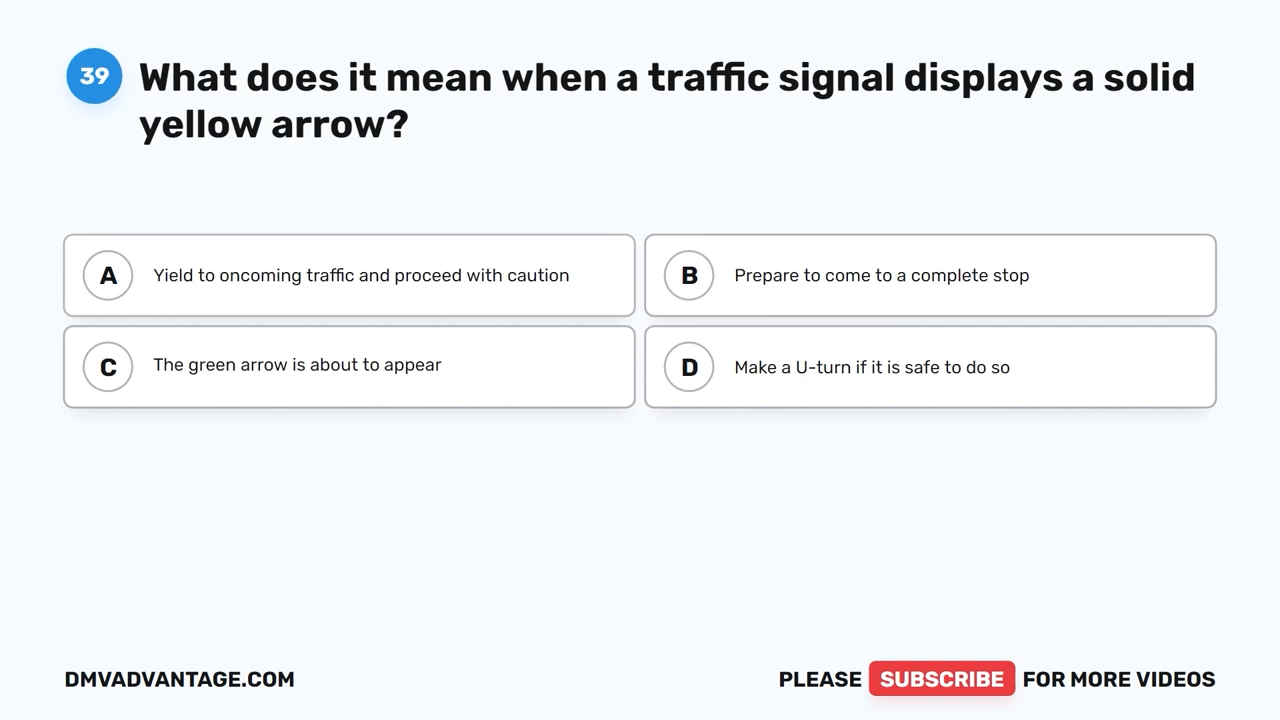 39
What does it mean when a traffic signal displays a solid
yellow arrow?
A Yield to oncoming traffic and proceed with caution
B Prepare to come to a complete stop
C The green arrow is about to appear
D Make a U-turn if it is safe to do so
DMVADVANTAGE.COM
PLEASE SUBSCRIBE FOR MORE VIDEOS